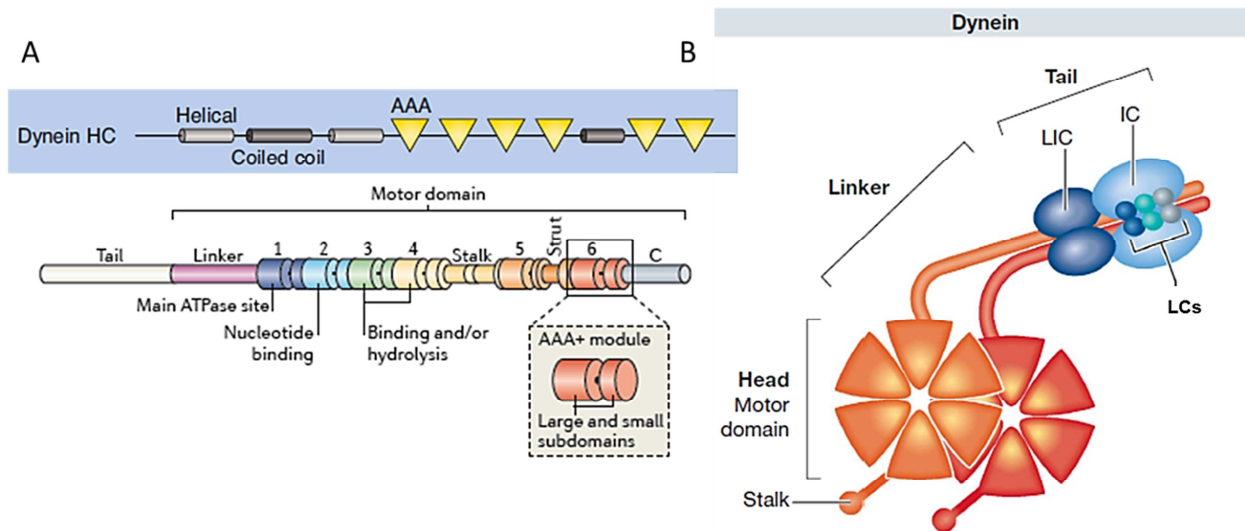 A
Dynein HC
Helical
Coiled coil
AAA
Motor domain
Tail
Linker
1
2
3
4
Stalk
5
Strut
6
C
Main ATPase site
Nucleotide
binding
Binding and/or
hydrolysis
AAA+ module
Large and small
subdomains
B
Dynein
Tail
IC
LIC
Linker
LCs
Head
Motor
domain
Stalk